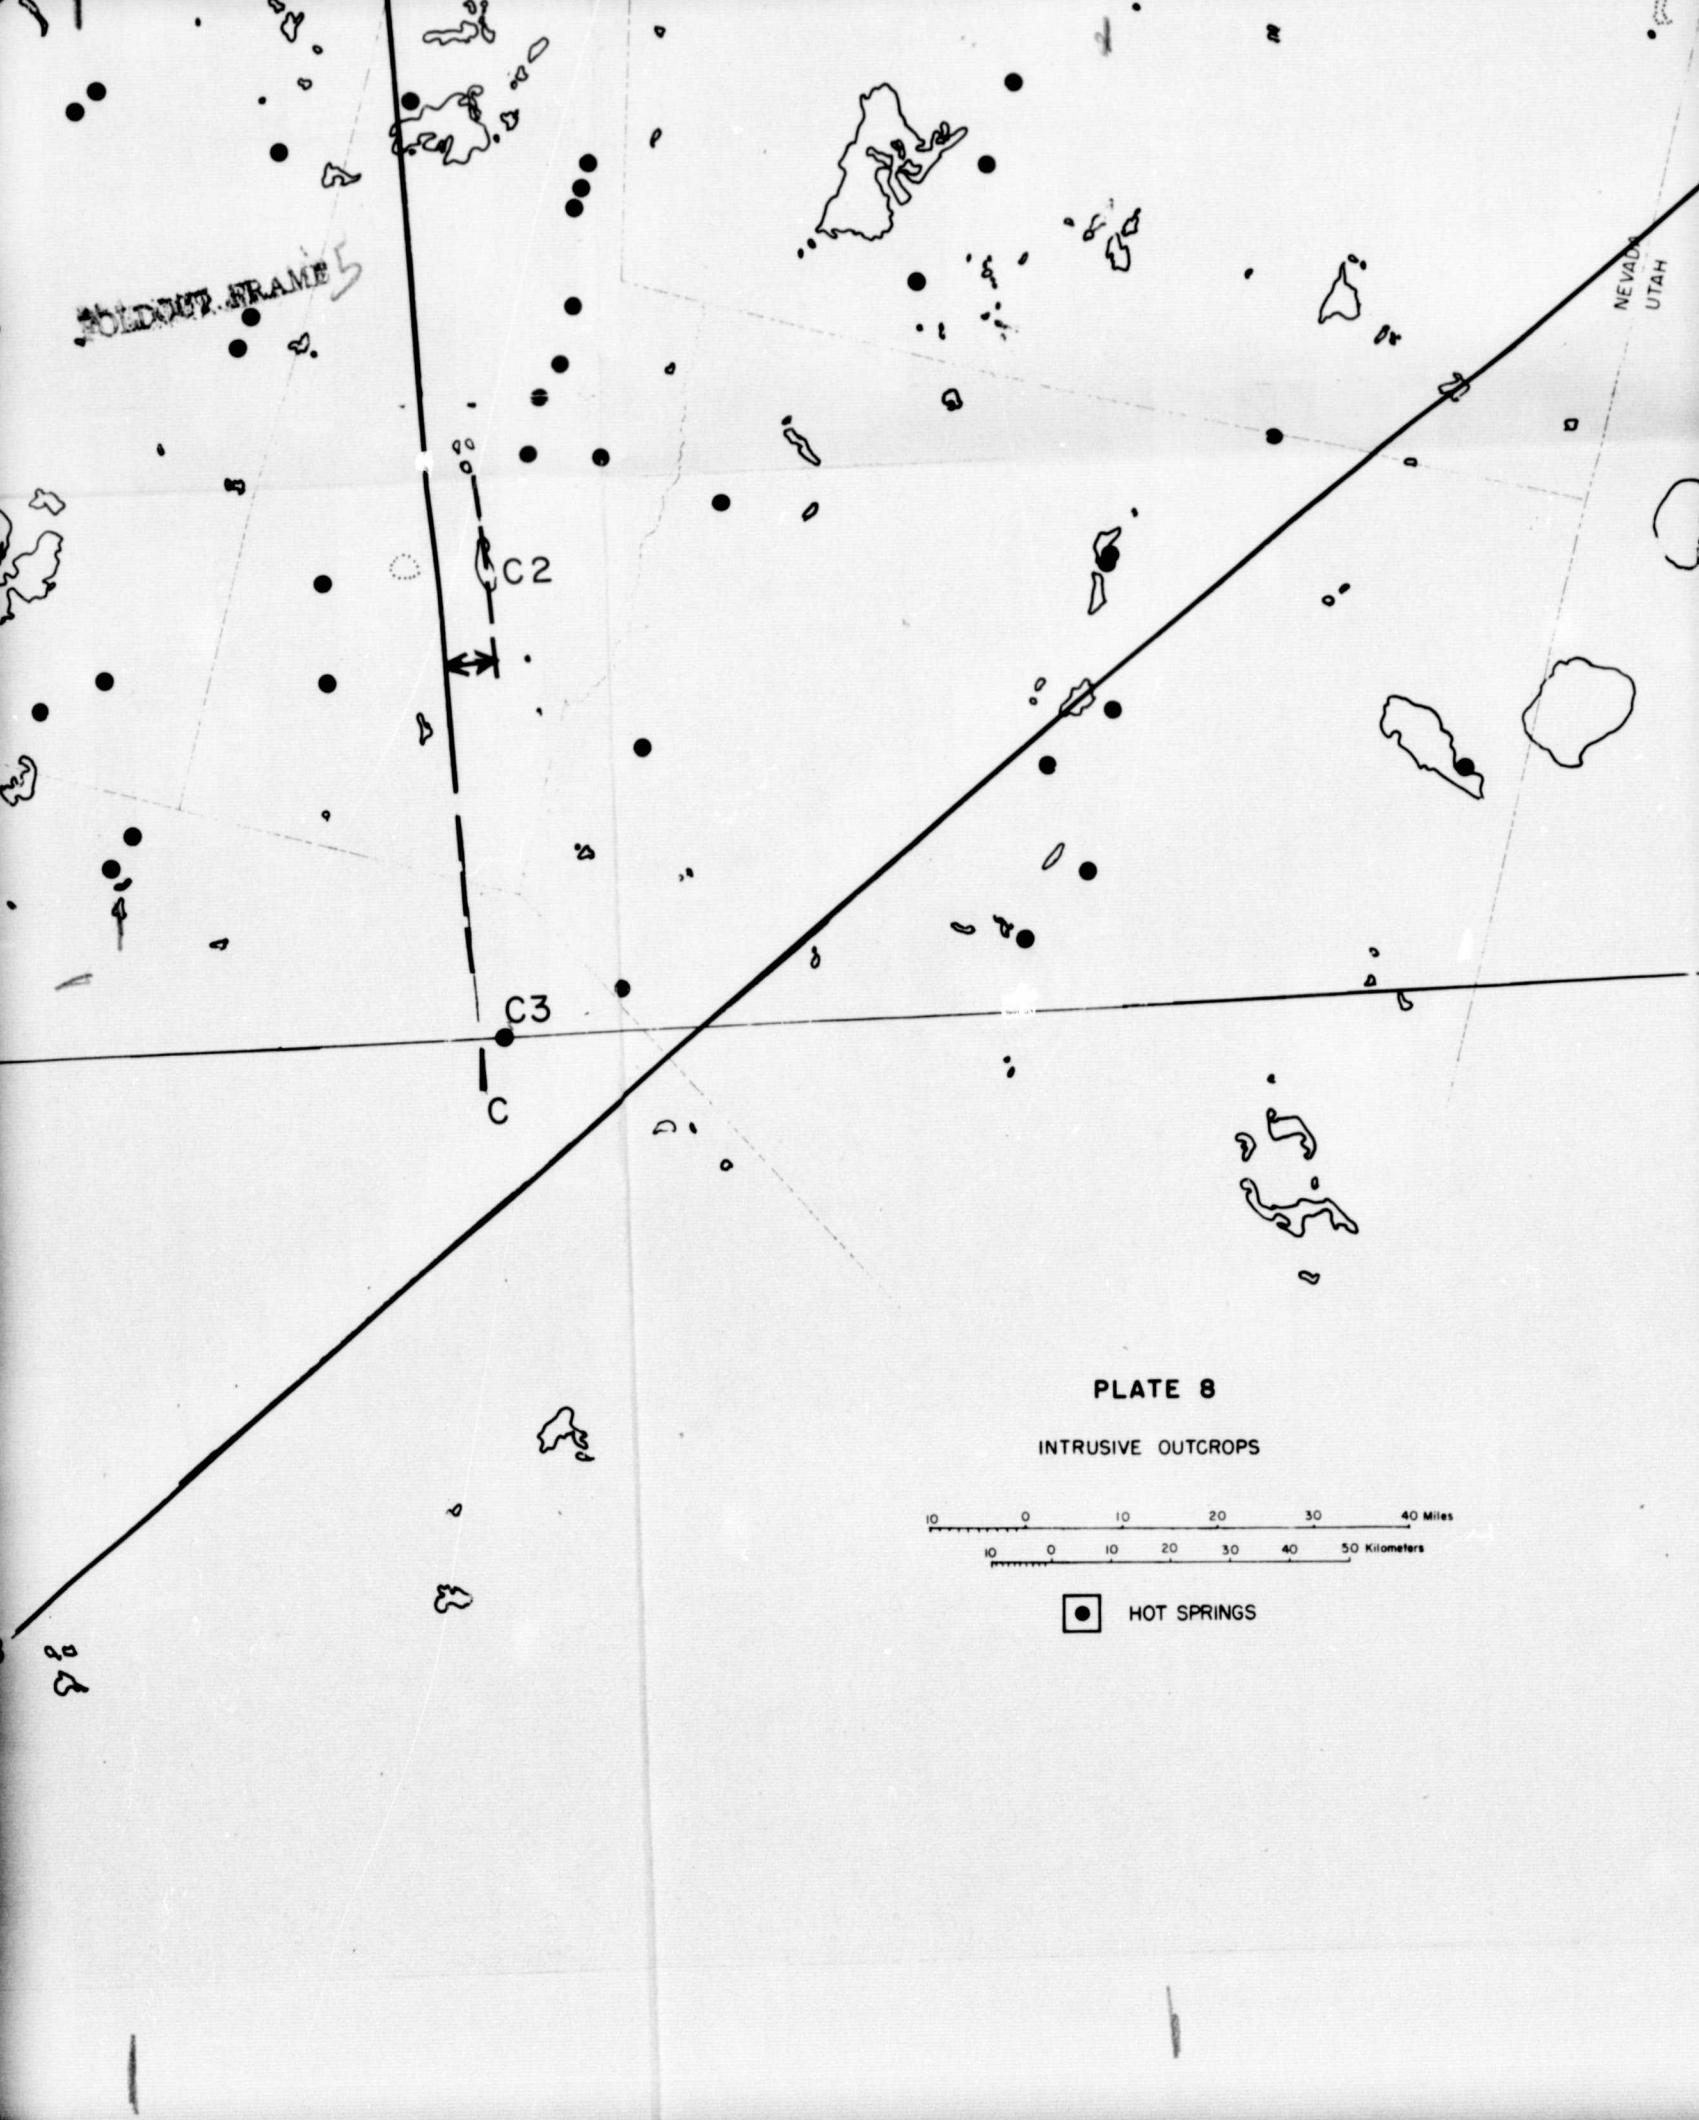 FOLDOUT FRAME 5
NEVADA
UTAH
C2
C3
C
PLATE 8
INTRUSIVE OUTCROPS
10 0 10 20 30 40 Miles
10 0 10 20 30 40 50 Kilometers
HOT SPRINGS